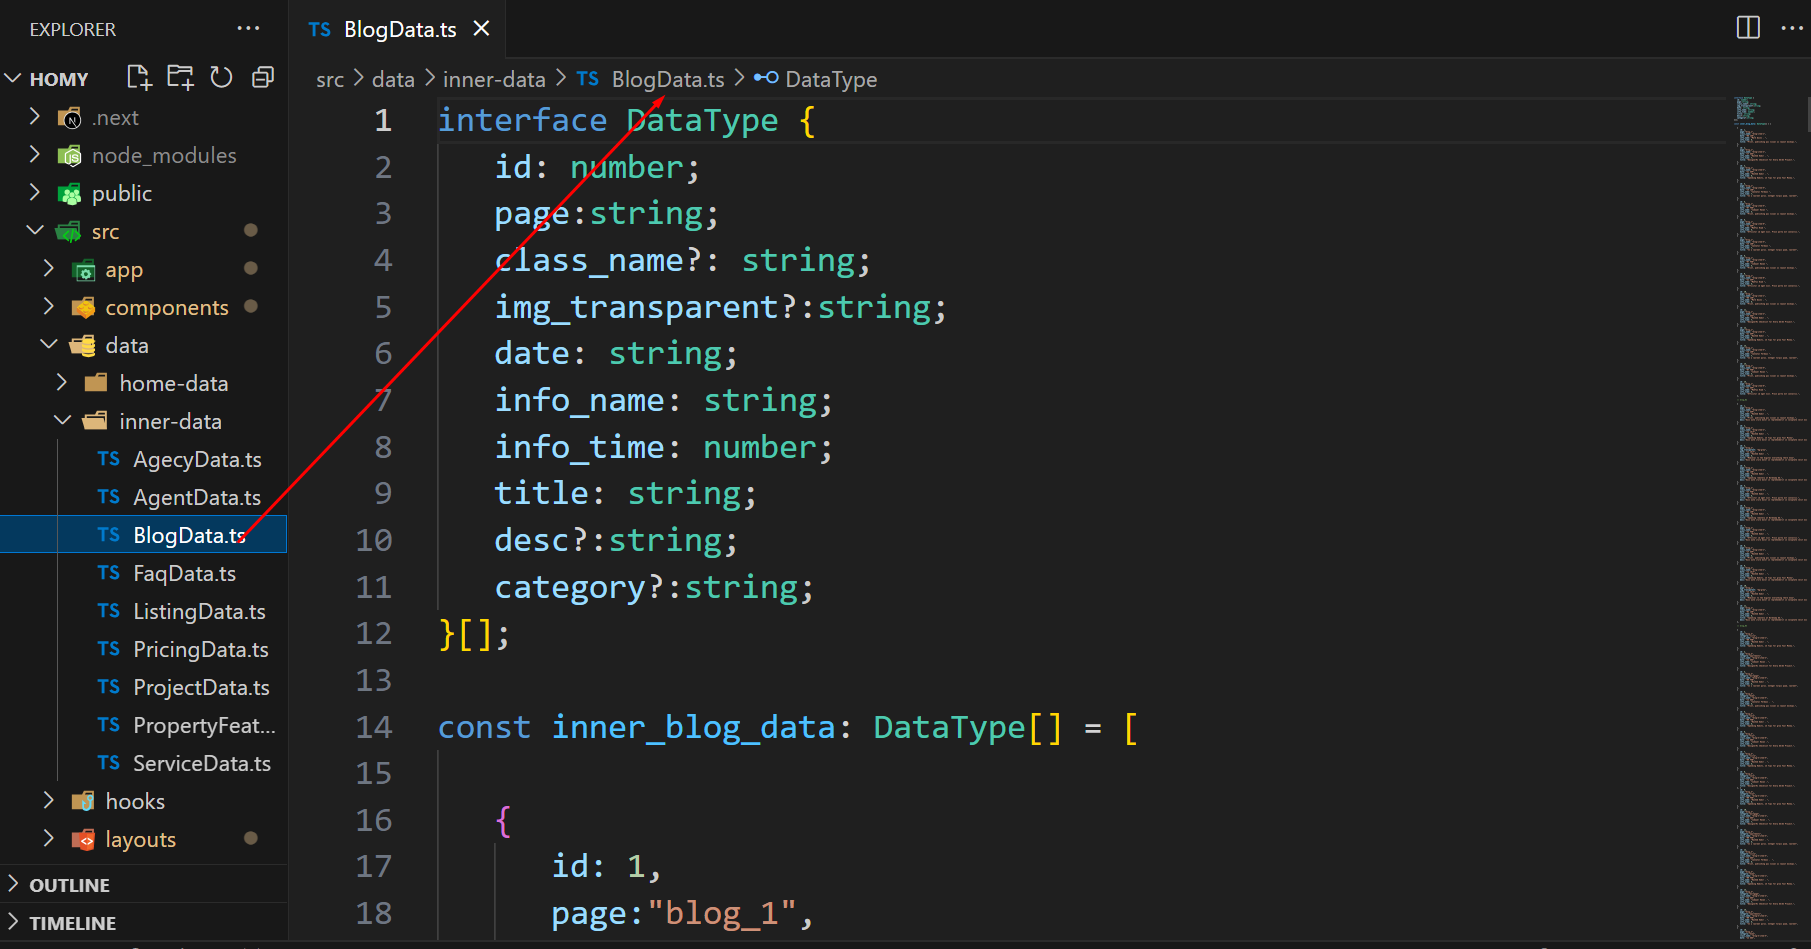 EXPLORER
HOMY
.next
node_modules
public
src
app
components
data
home-data
inner-data
TS AgecyData.ts
TS AgentData.ts
TS BlogData.ts
TS FaqData.ts
TS ListingData.ts
TS PricingData.ts
TS ProjectData.ts
TS PropertyFeat...
TS ServiceData.ts
hooks
layouts
OUTLINE
TIMELINE
TS BlogData.ts
src > data > inner-data > TS BlogData.ts > DataType
1 interface DataType {
2 id: number;
3 page:string;
4 class_name?: string;
5 img_transparent?:string;
6 date: string;
7 info_name: string;
8 info_time: number;
9 title: string;
10 desc?:string;
11 category?:string;
12 }[];
13
14 const inner_blog_data: DataType[] = [
15
16 {
17 id: 1,
18 page:"blog_1",